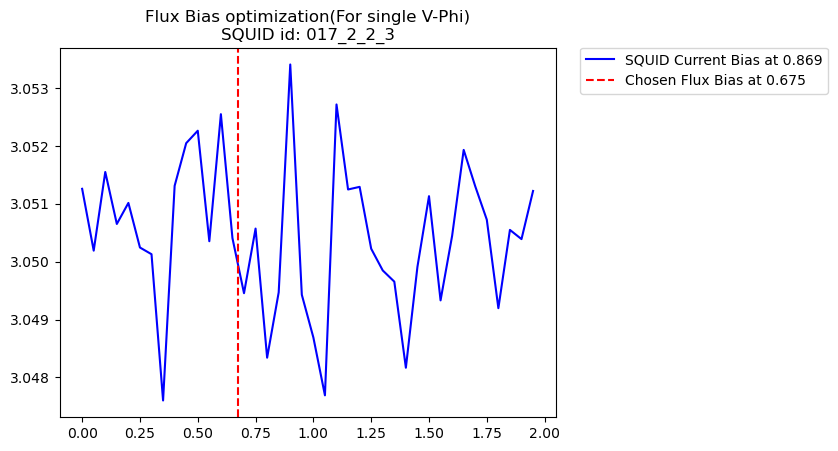 Flux Bias optimization(For single V-Phi)
SQUID id: 017_2_2_3
SQUID Current Bias at 0.869
Chosen Flux Bias at 0.675
3.053
3.052
3.051
3.050
3.049
3.048
0.00 0.25 0.50 0.75 1.00 1.25 1.50 1.75 2.00